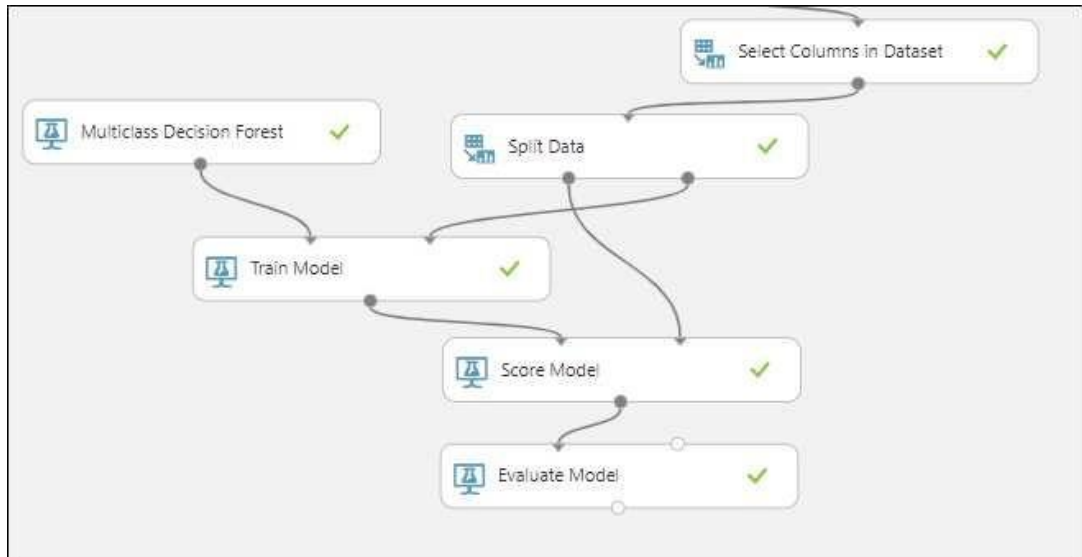 Select Columns in Dataset
Multiclass Decision Forest
Split Data
Train Model
Score Model
Evaluate Model